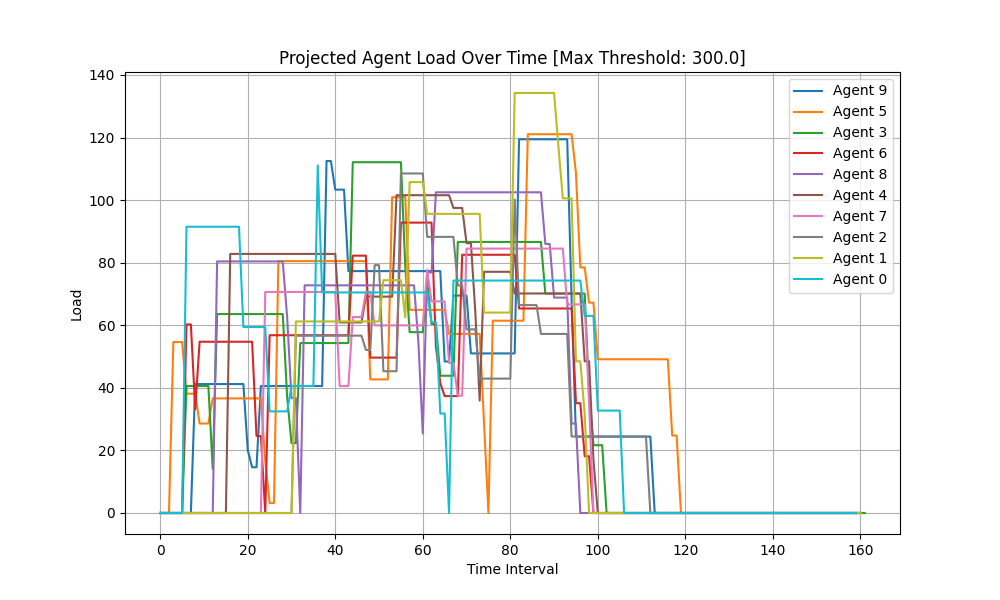 Projected Agent Load Over Time [Max Threshold: 300.0]
140
120
100
80
60
40
20
0
Load
0 20 40 60 80 100 120 140 160
Time Interval
Agent 9
Agent 5
Agent 3
Agent 6
Agent 8
Agent 4
Agent 7
Agent 2
Agent 1
Agent 0